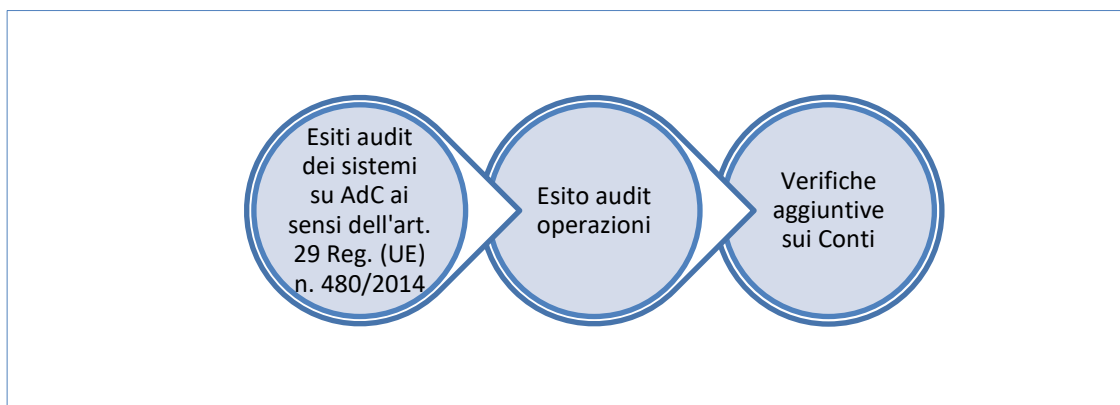 Esiti audit
dei sistemi
su AdC ai
sensi dell'art.
29 Reg. (UE)
n. 480/2014
Esito audit
operazioni
Verifiche
aggiuntive
sui Conti